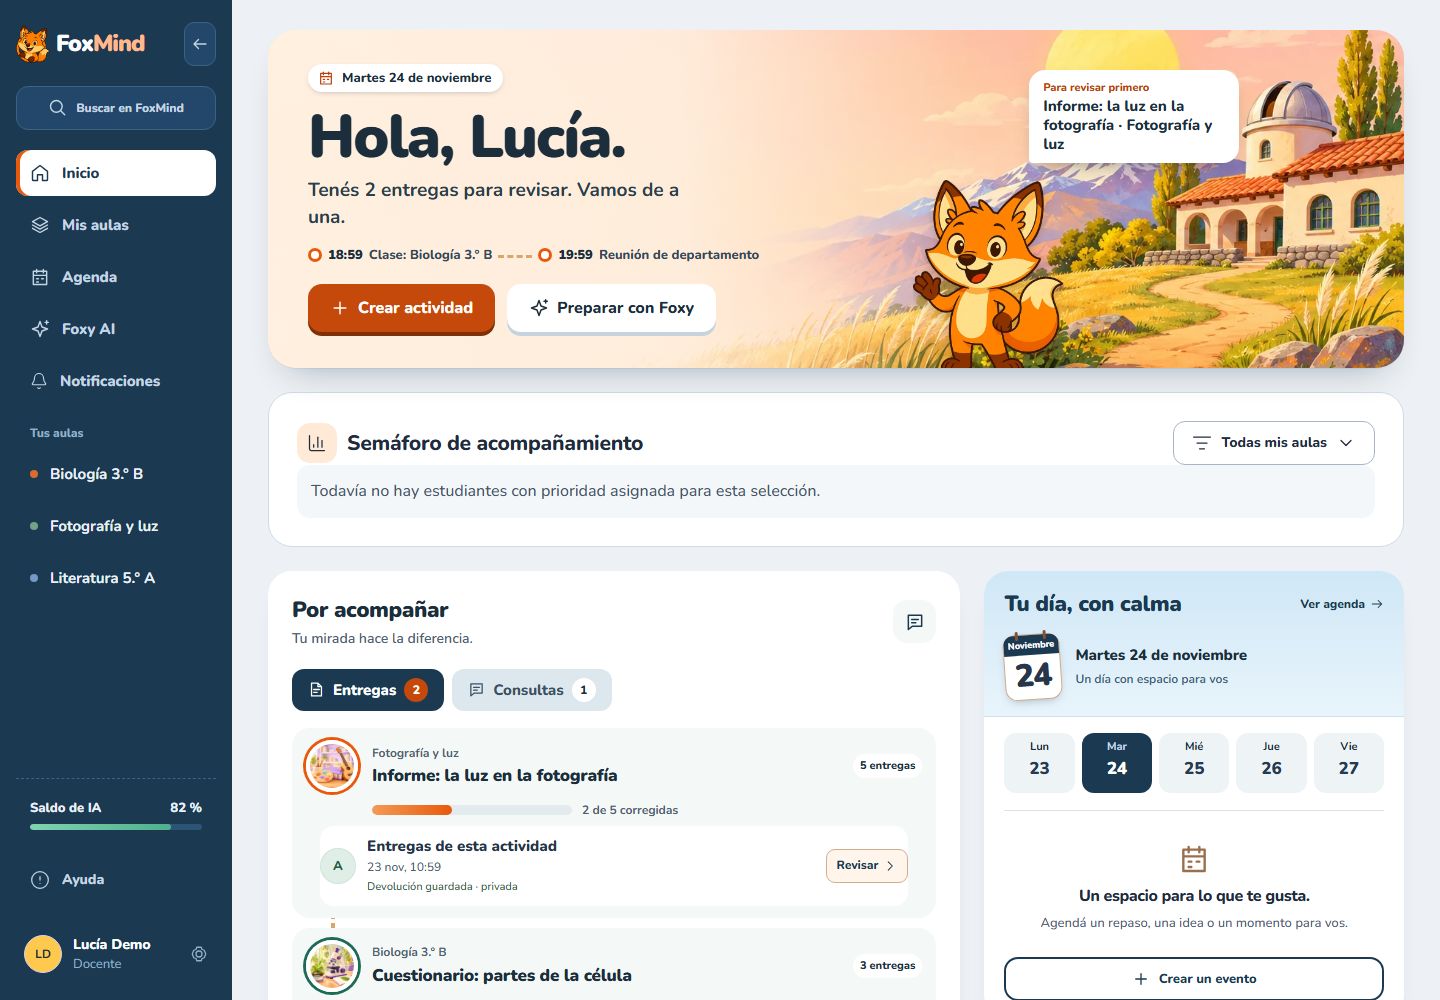 FoxMind
Buscar en FoxMind
Inicio
Mis aulas
Agenda
Foxy AI
Notificaciones
Tus aulas
Biología 3.° B
Fotografía y luz
Literatura 5.° A
Saldo de IA 82 %
Ayuda
LD
Lucía Demo
Docente
Martes 24 de noviembre
Hola, Lucía.
Tenés 2 entregas para revisar. Vamos de a
una.
18:59 Clase: Biología 3.° B 19:59 Reunión de departamento
Crear actividad Preparar con Foxy
Para revisar primero
Informe: la luz en la
fotografía · Fotografía y
luz
Semáforo de acompañamiento
Todas mis aulas
Todavía no hay estudiantes con prioridad asignada para esta selección.
Por acompañar
Tu mirada hace la diferencia.
Entregas 2 Consultas 1
Fotografía y luz
Informe: la luz en la fotografía
5 entregas
2 de 5 corregidas
A
Entregas de esta actividad
23 nov, 10:59
Devolución guardada · privada
Revisar
Biología 3.° B
Cuestionario: partes de la célula
3 entregas
Tu día, con calma
Ver agenda
Noviembre
24
Martes 24 de noviembre
Un día con espacio para vos
Lun Mar Mié Jue Vie
23 24 25 26 27
Un espacio para lo que te gusta.
Agendá un repaso, una idea o un momento para vos.
Crear un evento